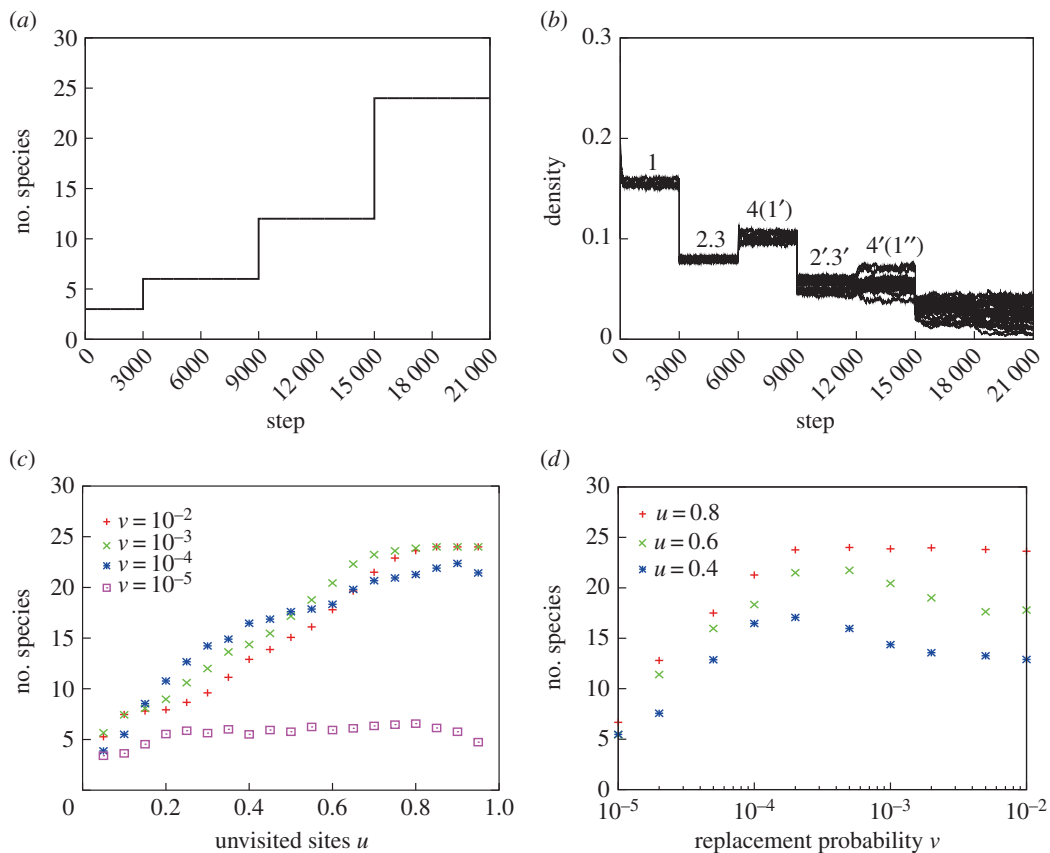 (a)
30
25
20
15
10
5
0
no. species
0 3000 6000 9000 12 000 15 000 18 000 21 000
step
(b)
0.3
0.2
0.1
0
density
1
2.3
4(1′)
2′.3′
4′(1″)
0 3000 6000 9000 12 000 15 000 18 000 21 000
step
(c)
30
25
20
15
10
5
no. species
v = 10⁻²
v = 10⁻³
v = 10⁻⁴
v = 10⁻⁵
0 0.2 0.4 0.6 0.8 1.0
unvisited sites u
(d)
30
25
20
15
10
5
0
no. species
u = 0.8
u = 0.6
u = 0.4
10⁻⁵ 10⁻⁴ 10⁻³ 10⁻²
replacement probability v